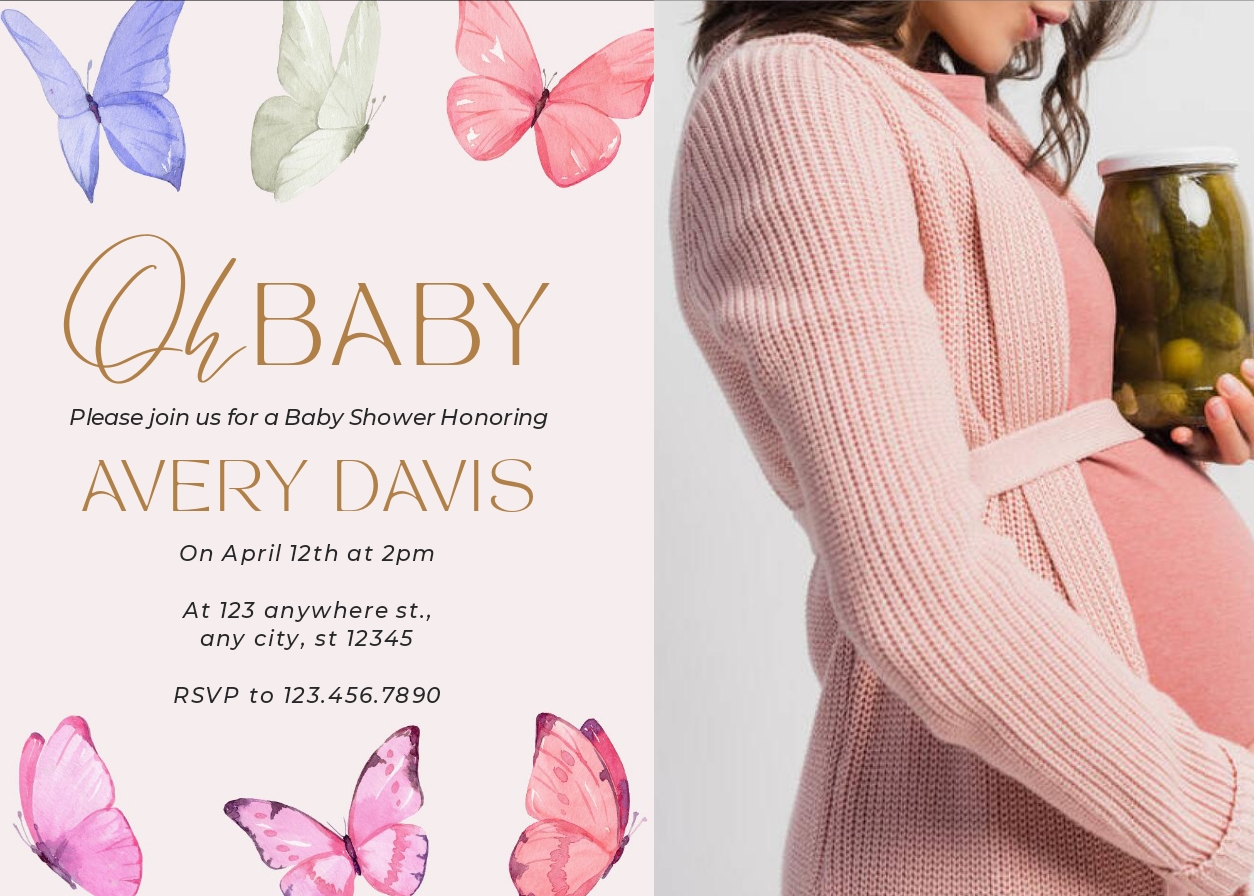 Oh BABY
Please join us for a Baby Shower Honoring
AVERY DAVIS
On April 12th at 2pm
At 123 anywhere st.,
any city, st 12345
RSVP to 123.456.7890